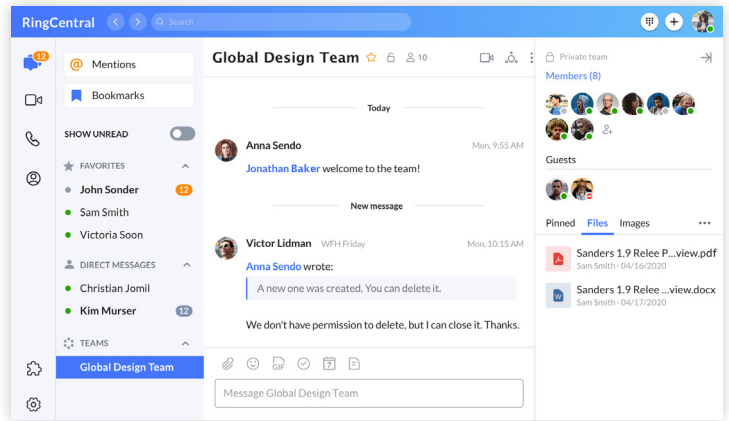 RingCentral
Search
12
Mentions
Bookmarks
SHOW UNREAD
FAVORITES
John Sonder 12
Sam Smith
Victoria Soon
DIRECT MESSAGES
Christian Jomil
Kim Murser 12
TEAMS
Global Design Team
Global Design Team 10
Today
Anna Sendo Mon, 9:55 AM
Jonathan Baker welcome to the team!
New message
Victor Lidman WFH Friday Mon, 10:15 AM
Anna Sendo wrote:
A new one was created. You can delete it.
We don't have permission to delete, but I can close it. Thanks.
GIF 7
Message Global Design Team
Private team
Members (8)
Guests
Pinned Files Images
Sanders 1.9 Relee P...view.pdf
Sam Smith - 04/16/2020
W
Sanders 1.9 Relee ...view.docx
Sam Smith - 04/17/2020